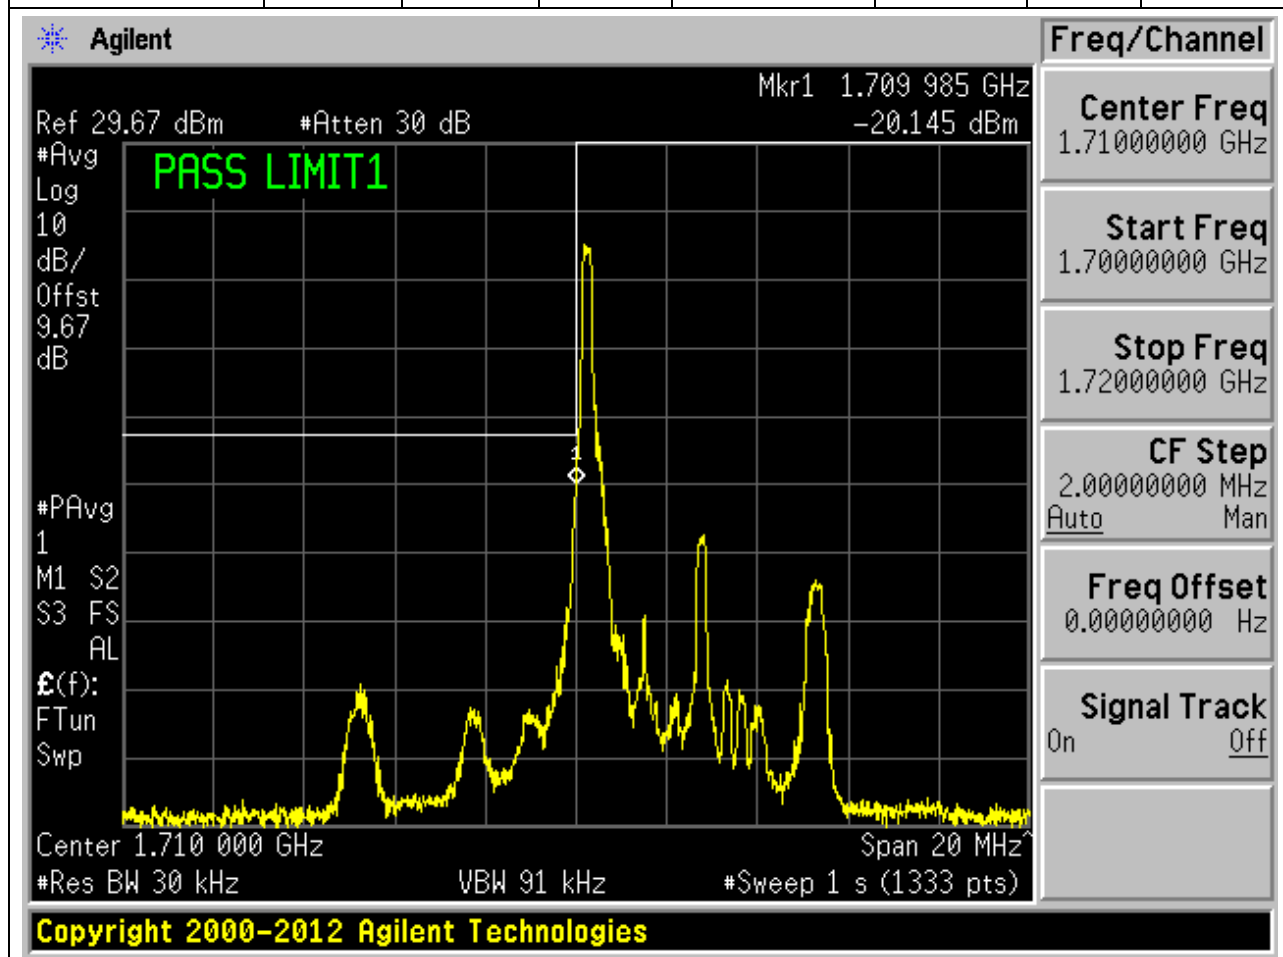 Agilent
Freq/Channel
Mkr1 1.709 985 GHz
Ref 29.67 dBm #Atten 30 dB -20.145 dBm
#Avg
Log
10
dB/
Offst
9.67
dB
PASS LIMIT1
1
#PAvg
1
M1 S2
S3 FS
AL
£(f):
FTun
Swp
Center 1.710 000 GHz Span 20 MHz^
#Res BW 30 kHz VBW 91 kHz #Sweep 1 s (1333 pts)
Center Freq
1.71000000 GHz
Start Freq
1.70000000 GHz
Stop Freq
1.72000000 GHz
CF Step
2.00000000 MHz
Auto Man
Freq Offset
0.00000000 Hz
Signal Track
On Off
Copyright 2000-2012 Agilent Technologies